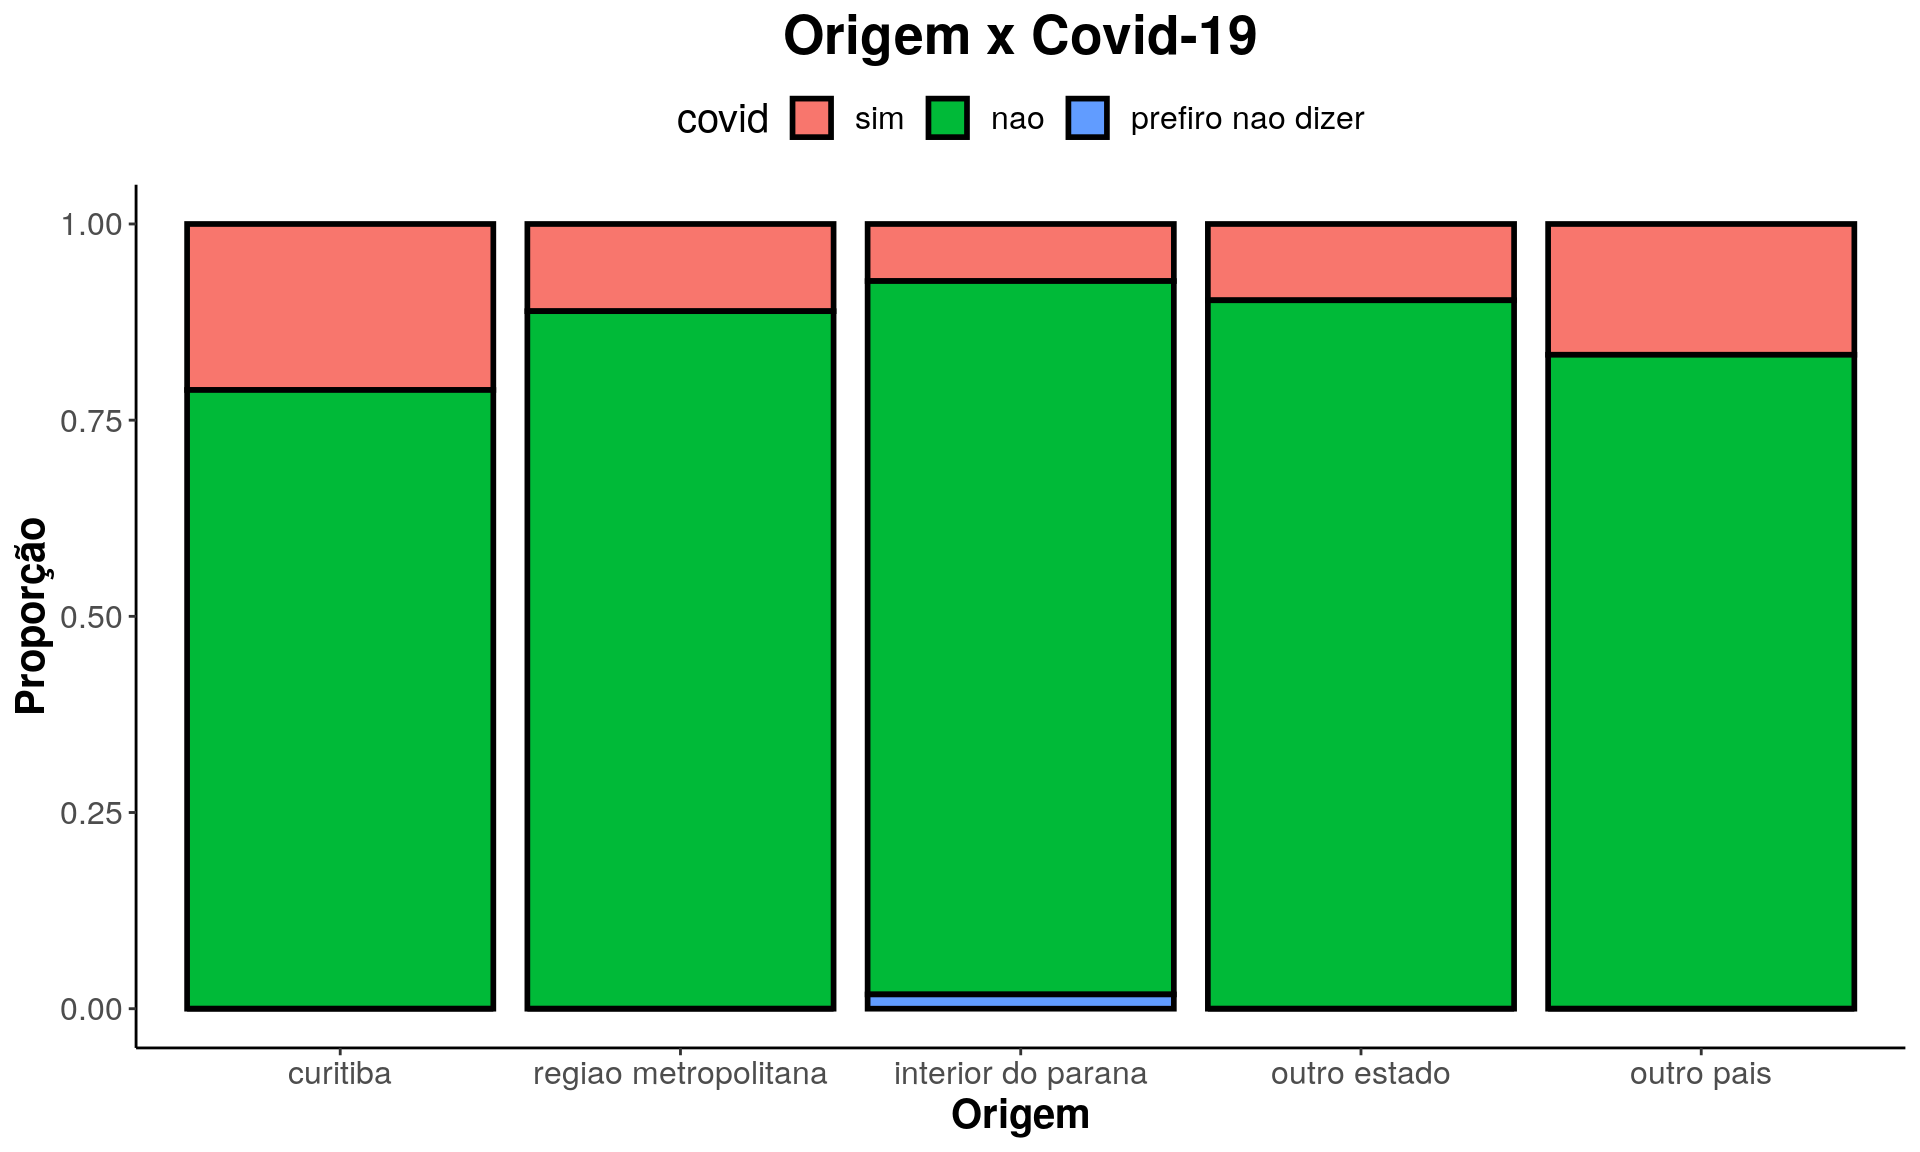 Origem x Covid-19
covid sim nao prefiro nao dizer
1.00
0.75
0.50
0.25
0.00
Proporção
curitiba regiao metropolitana interior do parana outro estado outro pais
Origem